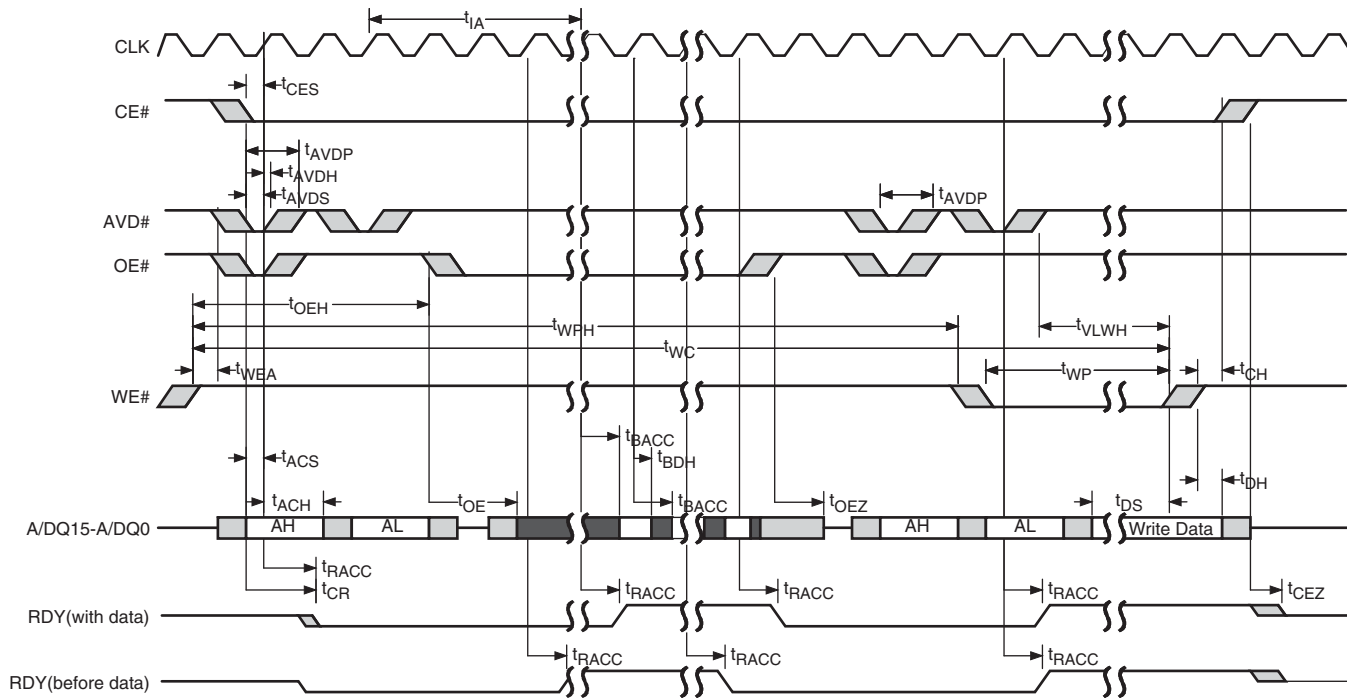 tIA
CLK
tCES
CE#
tAVDP
tAVDH
tAVDS
tAVDP
AVD#
OE#
tOEH
tWPH
tVLWH
tWC
tWEA
tWP
tCH
WE#
tBACC
tACS
tBDH
tACH
tOE
tBACC
tOEZ
tDS
tDH
A/DQ15-A/DQ0
AH
AL
AH
AL
Write Data
tRACC
tCR
tRACC
tRACC
tRACC
tCEZ
RDY(with data)
tRACC
tRACC
tRACC
RDY(before data)